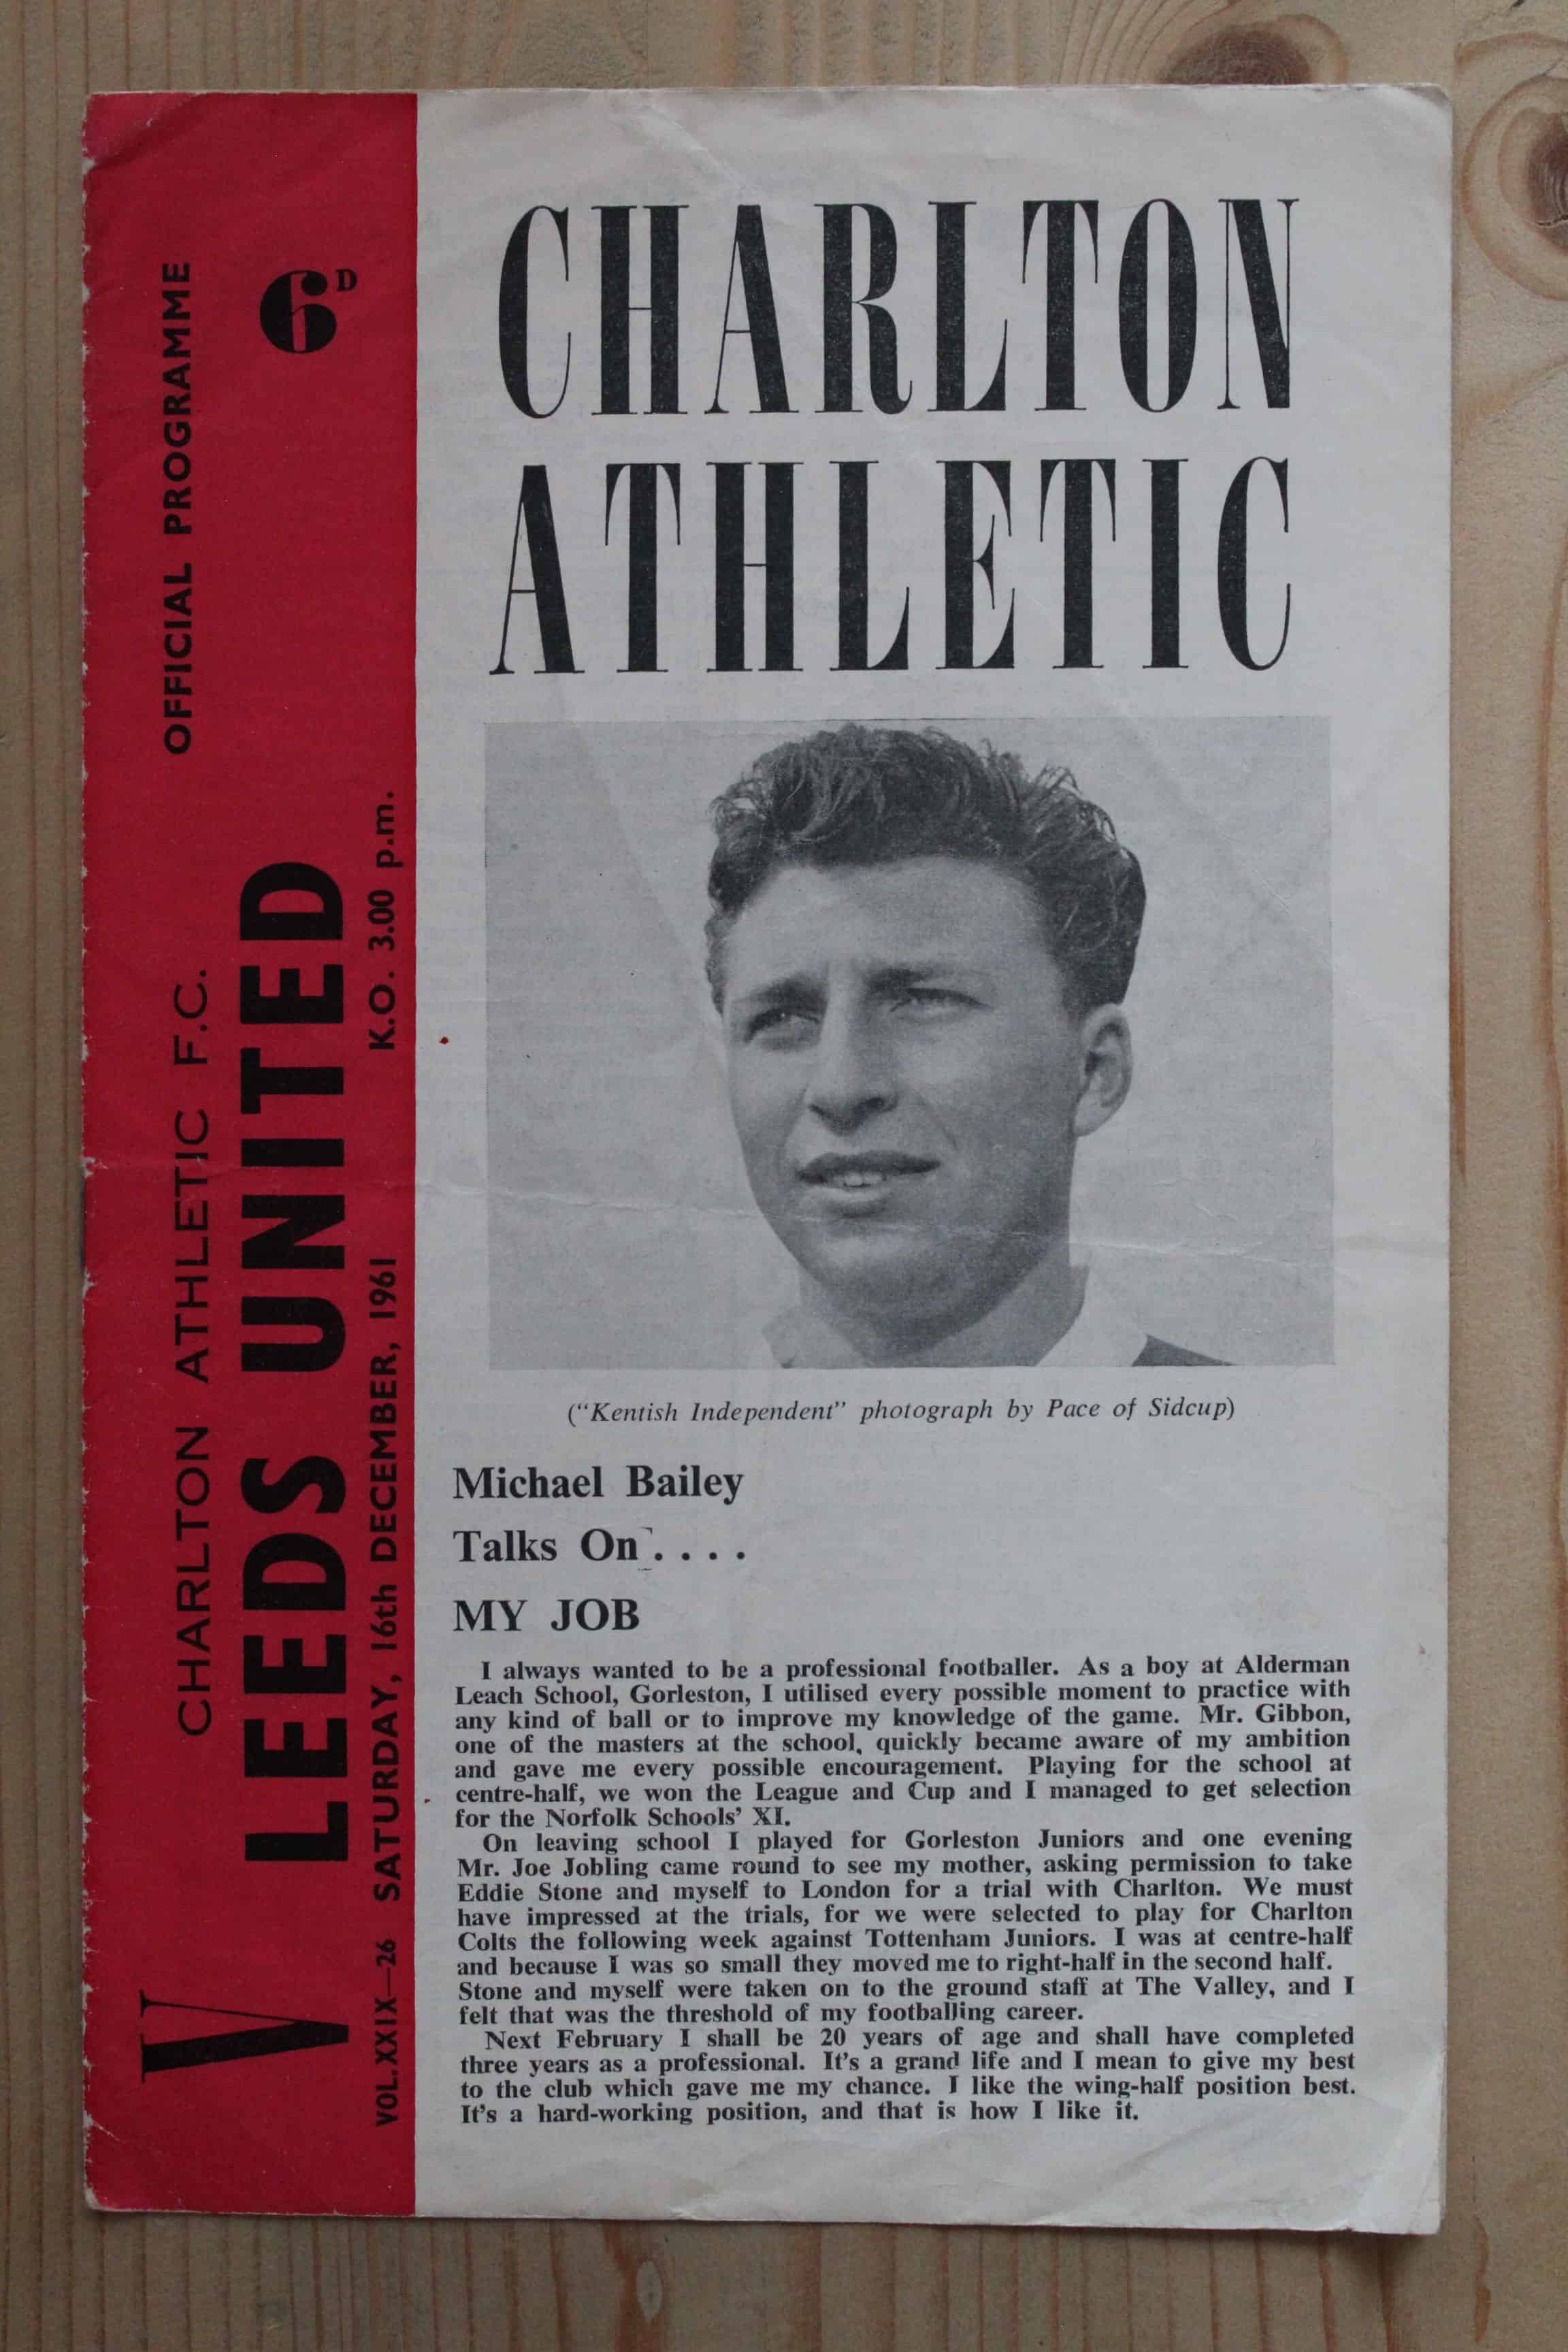 OFFICIAL PROGRAMME
6D
CHARLTON ATHLETIC F.C.
V LEEDS UNITED
VOL.XXIX—26 SATURDAY, 16th DECEMBER, 1961 K.O. 3.00 p.m.
CHARLTON
ATHLETIC
("Kentish Independent" photograph by Pace of Sidcup)
Michael Bailey
Talks On . . . .
MY JOB
I always wanted to be a professional footballer. As a boy at Alderman
Leach School, Gorleston, I utilised every possible moment to practice with
any kind of ball or to improve my knowledge of the game. Mr. Gibbon,
one of the masters at the school, quickly became aware of my ambition
and gave me every possible encouragement. Playing for the school at
centre-half, we won the League and Cup and I managed to get selection
for the Norfolk Schools' XI.
On leaving school I played for Gorleston Juniors and one evening
Mr. Joe Jobling came round to see my mother, asking permission to take
Eddie Stone and myself to London for a trial with Charlton. We must
have impressed at the trials, for we were selected to play for Charlton
Colts the following week against Tottenham Juniors. I was at centre-half
and because I was so small they moved me to right-half in the second half.
Stone and myself were taken on to the ground staff at The Valley, and I
felt that was the threshold of my footballing career.
Next February I shall be 20 years of age and shall have completed
three years as a professional. It's a grand life and I mean to give my best
to the club which gave me my chance. I like the wing-half position best.
It's a hard-working position, and that is how I like it.